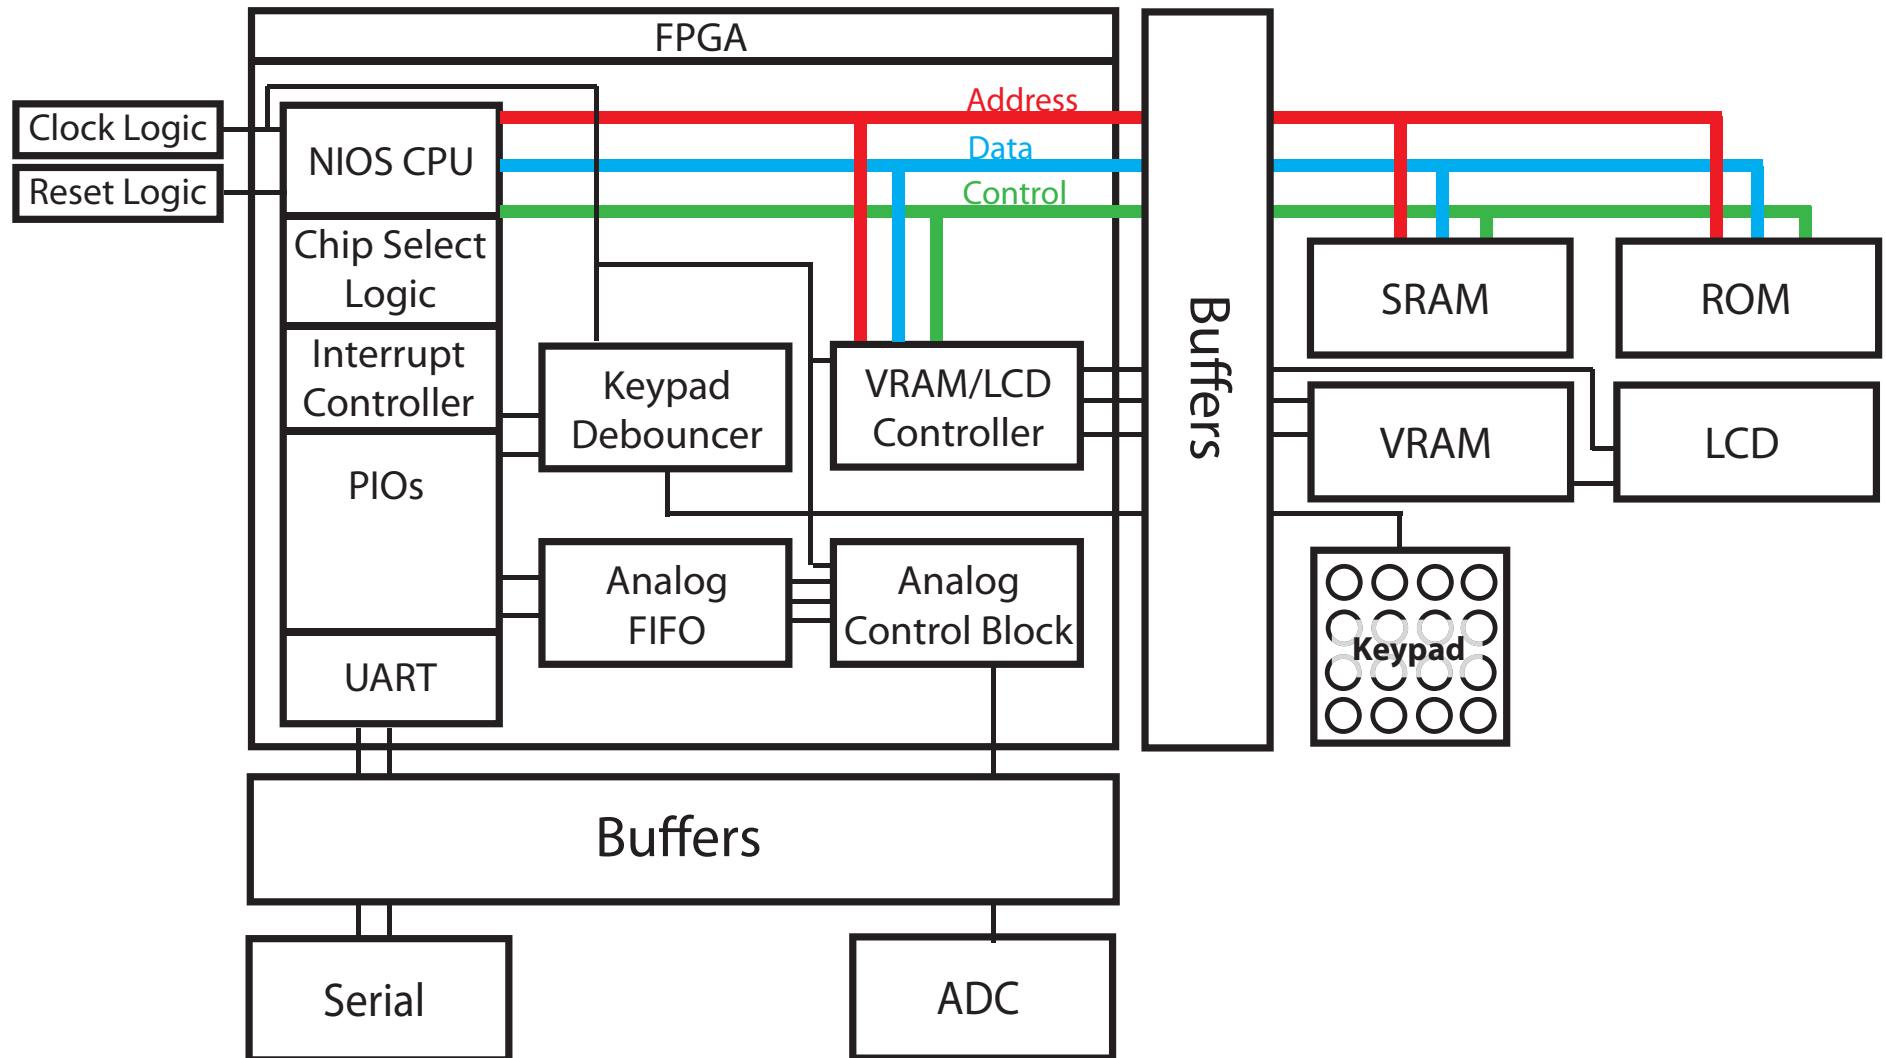 FPGA
Clock Logic
Reset Logic
NIOS CPU
Address
Data
Control
Chip Select
Logic
Interrupt
Controller
PIOs
UART
Keypad
Debouncer
VRAM/LCD
Controller
Analog
FIFO
Analog
Control Block
Buffers
SRAM
ROM
VRAM
LCD
Keypad
Buffers
Serial
ADC